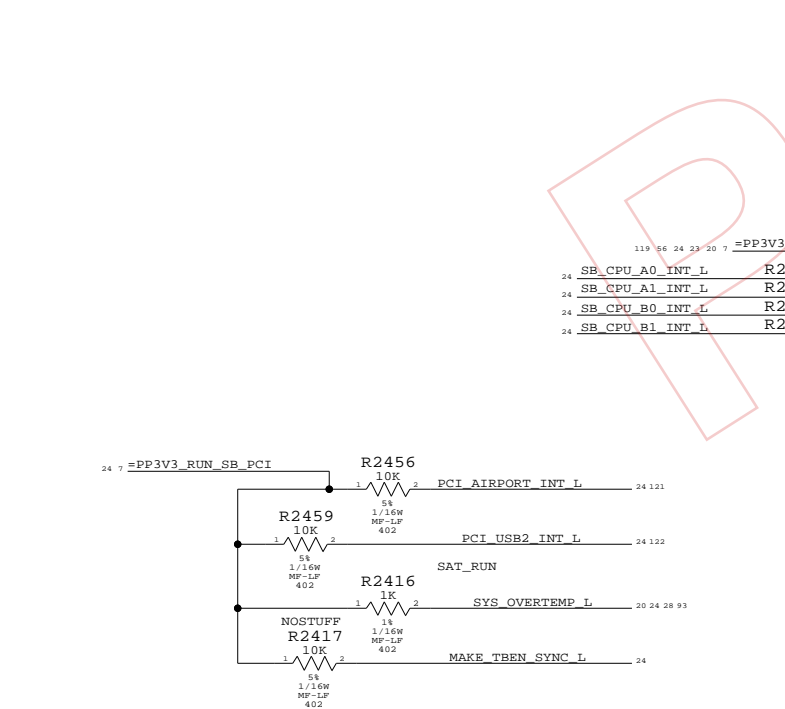 119 56 24 23 20 7 =PP3V3
24 SB_CPU_A0_INT_L R2
24 SB_CPU_A1_INT_L R2
24 SB_CPU_B0_INT_L R2
24 SB_CPU_B1_INT_L R2
24 7 =PP3V3_RUN_SB_PCI
R2456
10K
1 2 PCI_AIRPORT_INT_L 24 121
5%
1/16W
MF-LF
402
R2459
10K
1 2 PCI_USB2_INT_L 24 122
5%
1/16W
MF-LF
402
SAT_RUN
R2416
1K
1 2 SYS_OVERTEMP_L 20 24 28 93
1%
1/16W
MF-LF
402
NOSTUFF
R2417
10K
1 2 MAKE_TBEN_SYNC_L 24
5%
1/16W
MF-LF
402